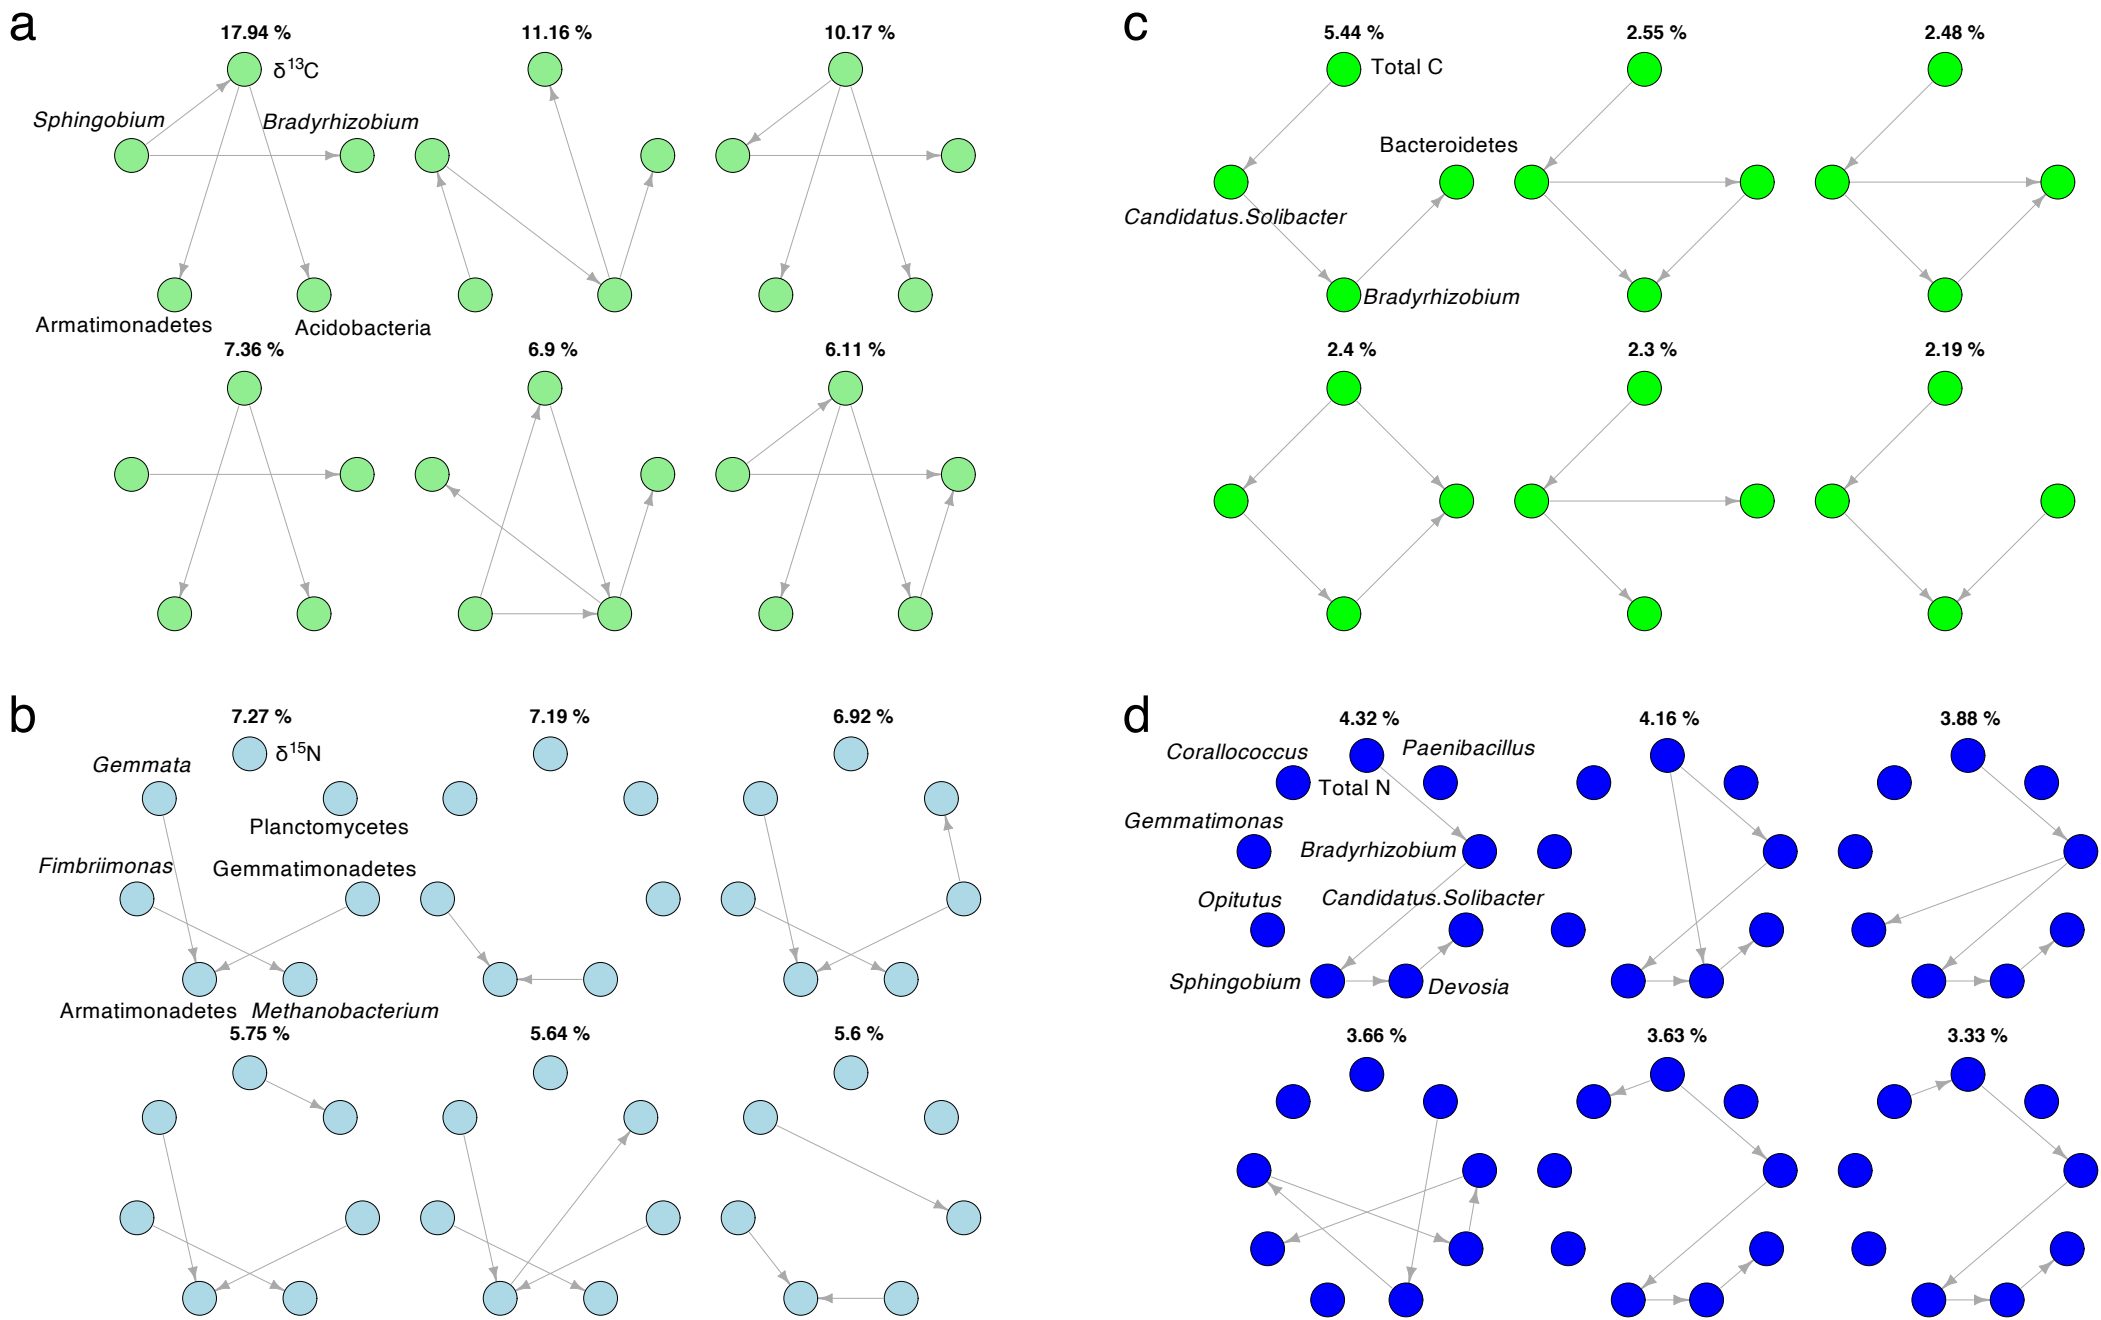 a
17.94 %
11.16 %
10.17 %
δ¹³C
Sphingobium
Bradyrhizobium
Armatimonadetes
Acidobacteria
7.36 %
6.9 %
6.11 %
c
5.44 %
2.55 %
2.48 %
Total C
Bacteroidetes
Candidatus.Solibacter
Bradyrhizobium
2.4 %
2.3 %
2.19 %
b
7.27 %
7.19 %
6.92 %
δ¹⁵N
Gemmata
Planctomycetes
Fimbriimonas
Gemmatimonadetes
Armatimonadetes
Methanobacterium
5.75 %
5.64 %
5.6 %
d
4.32 %
4.16 %
3.88 %
Corallococcus
Paenibacillus
Total N
Gemmatimonas
Bradyrhizobium
Opitutus
Candidatus.Solibacter
Sphingobium
Devosia
3.66 %
3.63 %
3.33 %